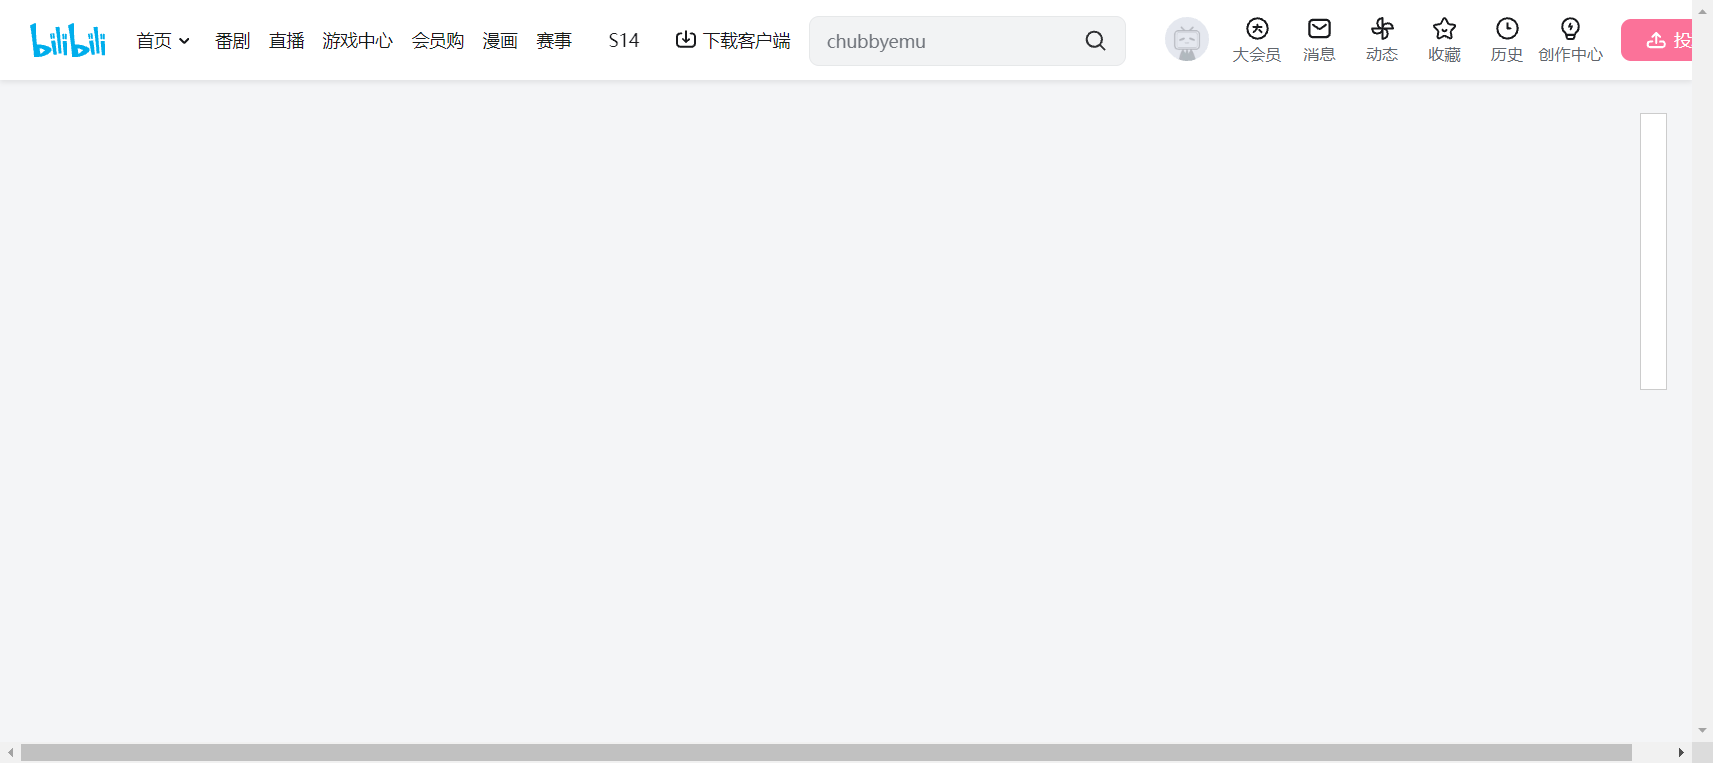 bilibili 首页 番剧 直播 游戏中心 会员购 漫画 赛事 S14 下载客户端 chubbyemu 大会员 消息 动态 收藏 历史 创作中心 投